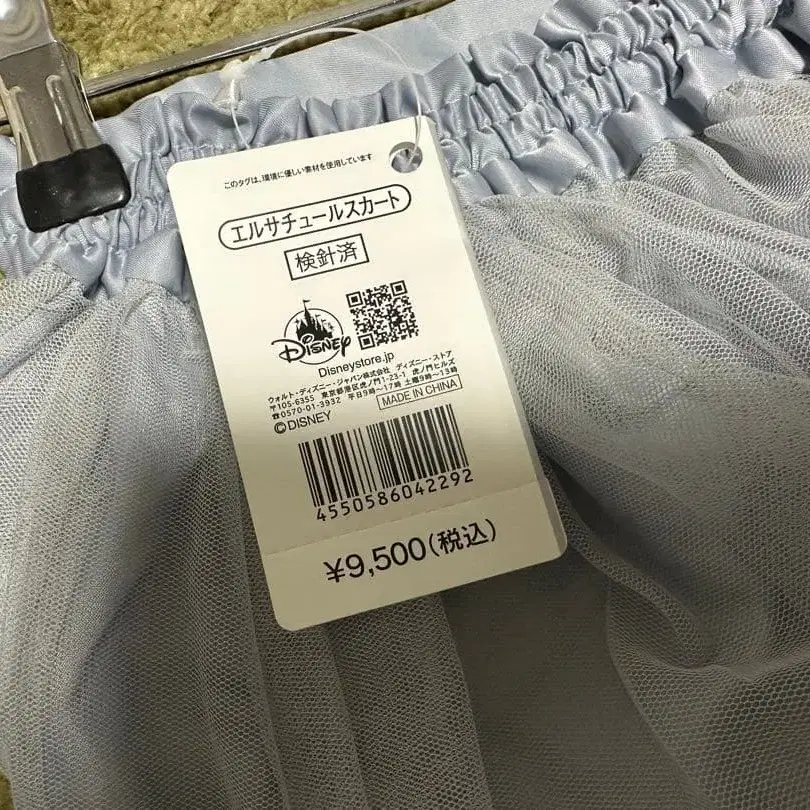 このタグは、環境に優しい素材を使用しています
エルサチュールスカート
検針済
Disney
Disneystore.jp
ウォルト・ディズニー・ジャパン株式会社 ディズニー・ストア
〒105-6355 東京都港区虎ノ門1-23-1 虎ノ門ヒルズ
☎0570-01-3932 平日9時〜17時 土曜9時〜13時
MADE IN CHINA
©DISNEY
4550586042292
¥9,500(税込)